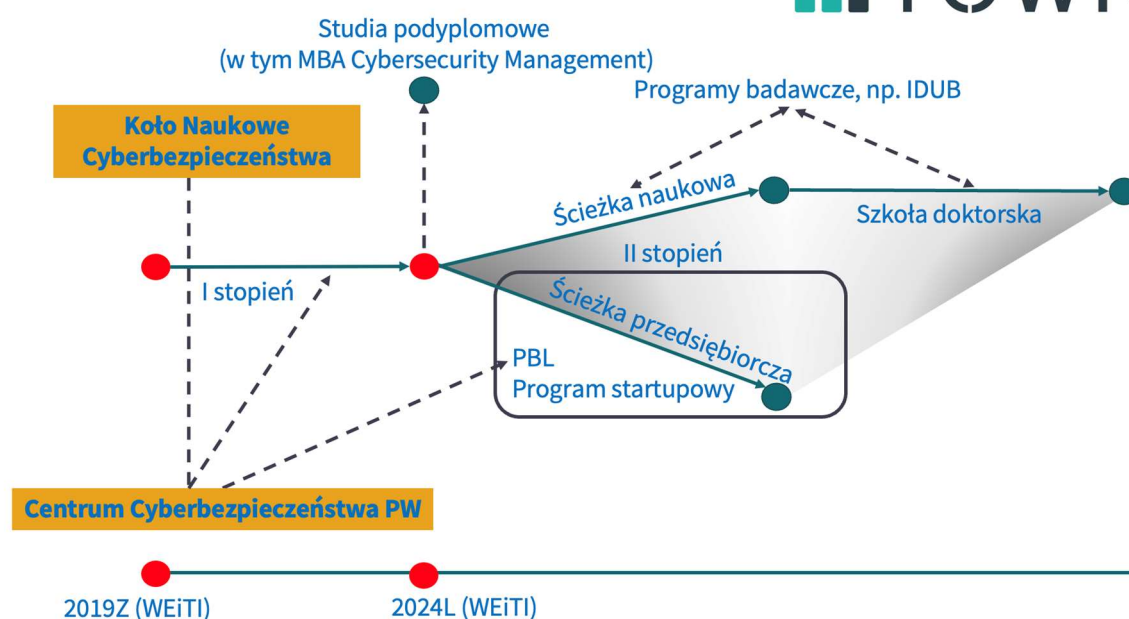 Studia podyplomowe
(w tym MBA Cybersecurity Management)
Programy badawcze, np. IDUB
Koło Naukowe
Cyberbezpieczeństwa
Ścieżka naukowa
Szkoła doktorska
II stopień
I stopień
Ścieżka przedsiębiorcza
PBL
Program startupowy
Centrum Cyberbezpieczeństwa PW
2019Z (WEiTI)
2024L (WEiTI)